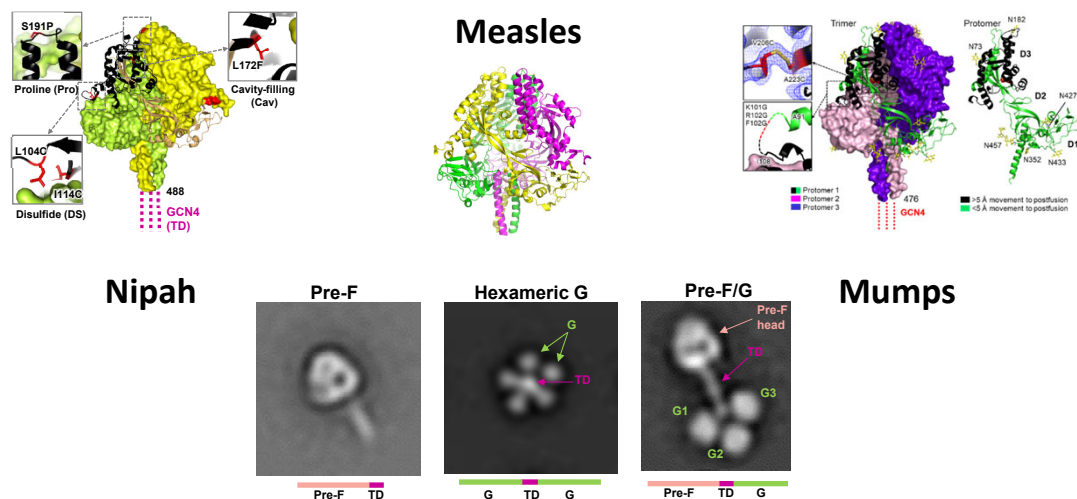 S191P
Proline (Pro)
L172F
Cavity-filling
(Cav)
L104C
I114C
Disulfide (DS)
488
GCN4
(TD)
Measles
Trimer
Protomer
V206C
A223C
K101G
R102G
F102G
A91
N182
N73
D3
D2
N427
D1
N457
N352
N433
476
GCN4
Protomer 1
Protomer 2
Protomer 3
>5 Å movement to postfusion
<5 Å movement to postfusion
Nipah
Mumps
Pre-F
Pre-F
TD
Hexameric G
G
TD
G
TD
G
Pre-F/G
Pre-F
head
TD
G1
G2
G3
Pre-F
TD
G